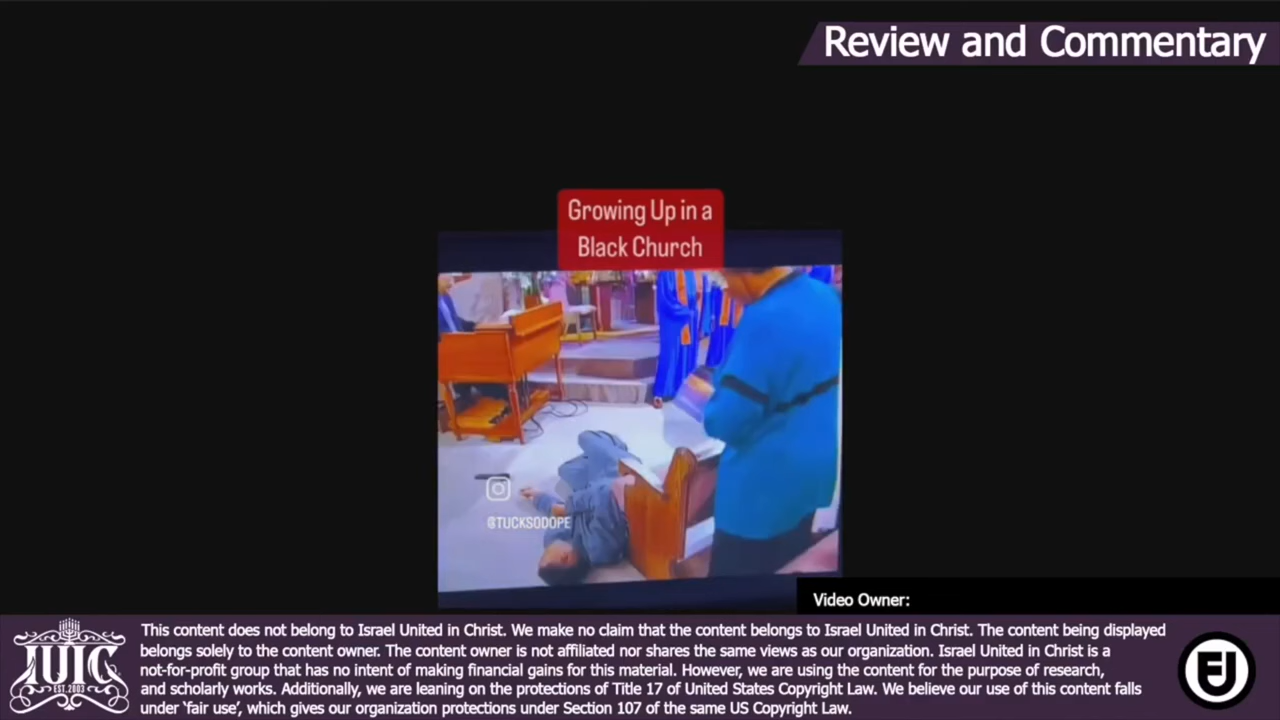 Review and Commentary
Growing Up in a
Black Church
@TUCKSODOPE
Video Owner:
IUIC
EST.2003
This content does not belong to Israel United in Christ. We make no claim that the content belongs to Israel United in Christ. The content being displayed
belongs solely to the content owner. The content owner is not affiliated nor shares the same views as our organization. Israel United in Christ is a
not-for-profit group that has no intent of making financial gains for this material. However, we are using the content for the purpose of research,
and scholarly works. Additionally, we are leaning on the protections of Title 17 of United States Copyright Law. We believe our use of this content falls
under ‘fair use’, which gives our organization protections under Section 107 of the same US Copyright Law.